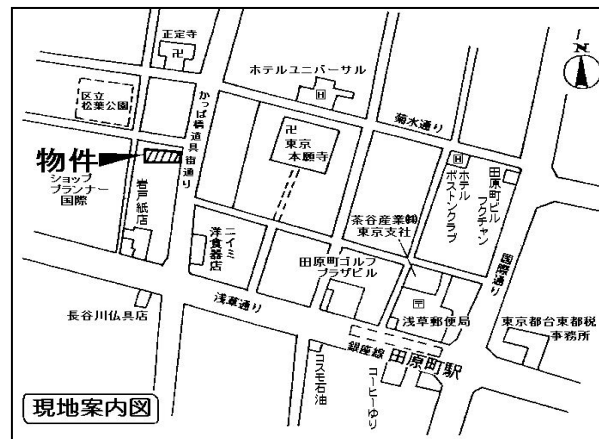 正定寺
卍
ホテルユニバーサル
H
N
区立
松葉公園
かっぱ橋道具街通り
菊水通り
卍
東京
本願寺
物件
ショップ
プランナー
国際
岩戸紙店
H
ホテル
ボストンクラブ
田原町ビル
フクチャン
国際通り
茶谷産業㈱
東京支社
ニイミ
洋食器店
田原町ゴルフ
プラザビル
浅草通り
〒
浅草郵便局
長谷川仏具店
東京都台東都税
事務所
銀座線 田原町駅
コスモ石油
コーヒーゆり
現地案内図